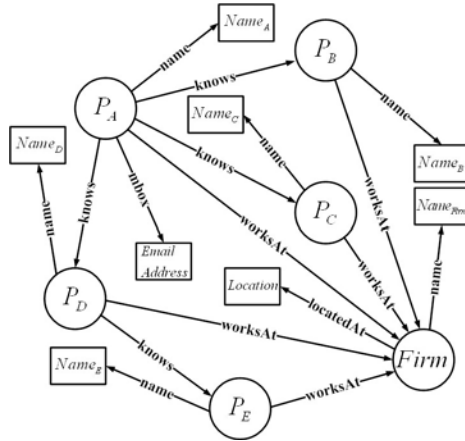 Name_A
name
P_B
P_A
knows
Name_C
name
name
Name_D
knows
name
Name_B
Name_Firm
P_C
name
knows
mbox
worksAt
worksAt
Email
Address
worksAt
Location
locatedAt
name
P_D
worksAt
Firm
knows
Name_E
name
P_E
worksAt